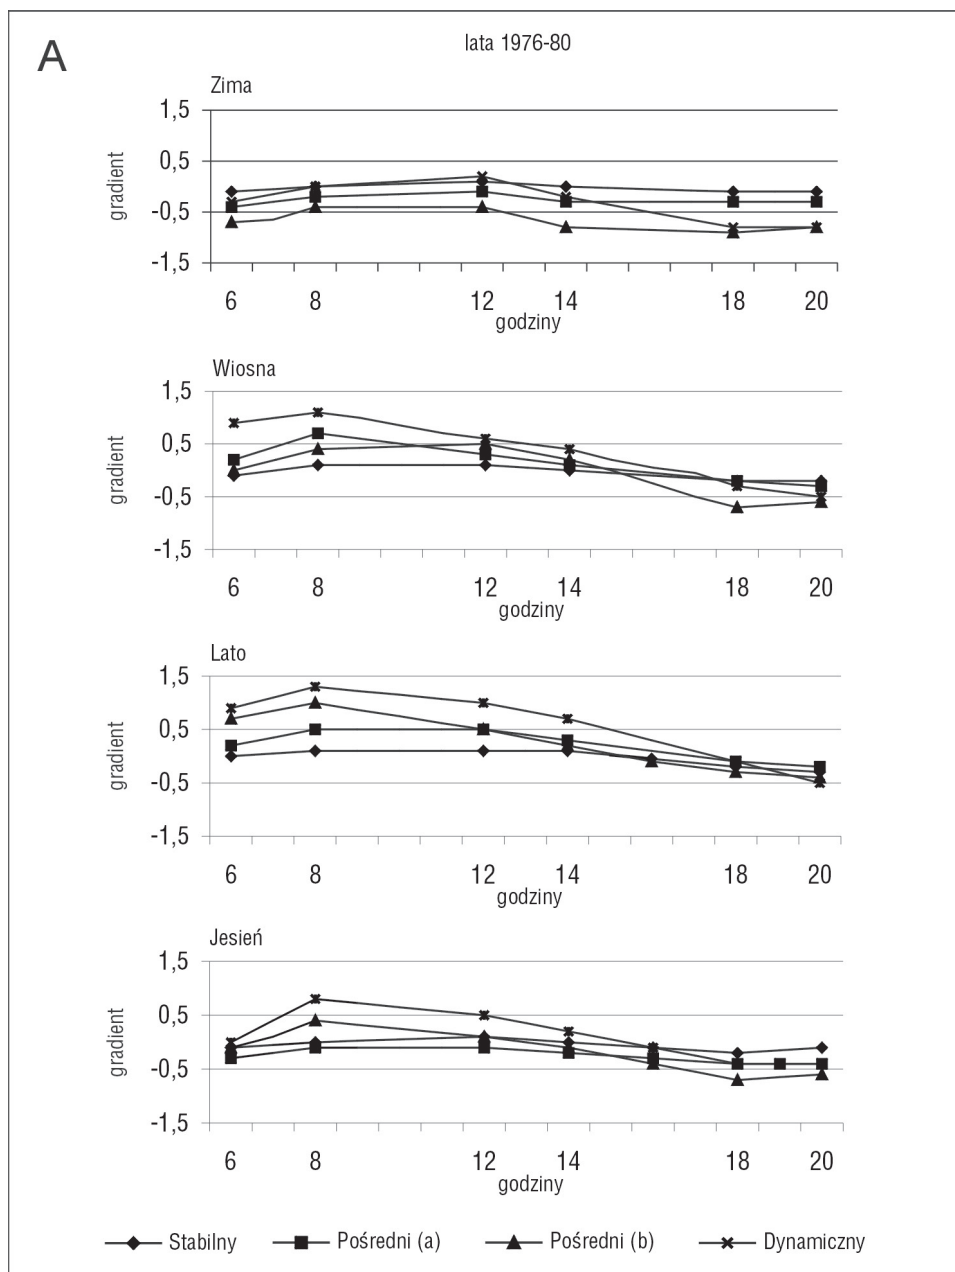 A
lata 1976-80
Zima
1,5
0,5
-0,5
-1,5
gradient
6 8 12 14 18 20
godziny
Wiosna
1,5
0,5
-0,5
-1,5
gradient
6 8 12 14 18 20
godziny
Lato
1,5
0,5
-0,5
-1,5
gradient
6 8 12 14 18 20
godziny
Jesień
1,5
0,5
-0,5
-1,5
gradient
6 8 12 14 18 20
godziny
Stabilny Pośredni (a) Pośredni (b) Dynamiczny